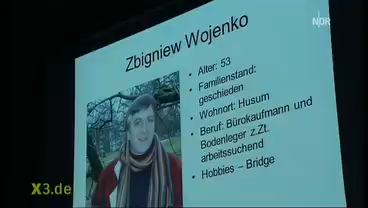 NDR
Zbigniew Wojenko
• Alter: 53
• Familienstand:
geschieden
• Wohnort: Husum
• Beruf: Bürokaufmann und
Bodenleger z.Zt.
arbeitssuchend
• Hobbies – Bridge
X3.de